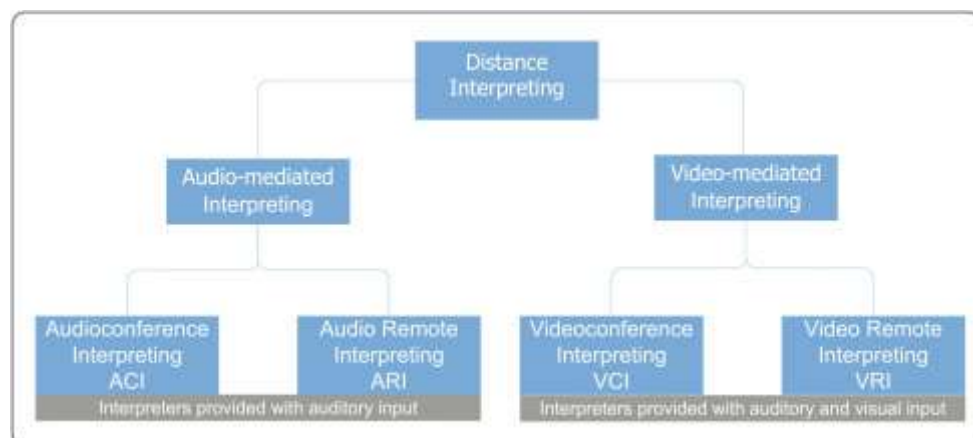 Distance
Interpreting
Audio-mediated
Interpreting
Video-mediated
Interpreting
Audioconference
Interpreting
ACI
Audio Remote
Interpreting
ARI
Videoconference
Interpreting
VCI
Video Remote
Interpreting
VRI
Interpreters provided with auditory input
Interpreters provided with auditory and visual input